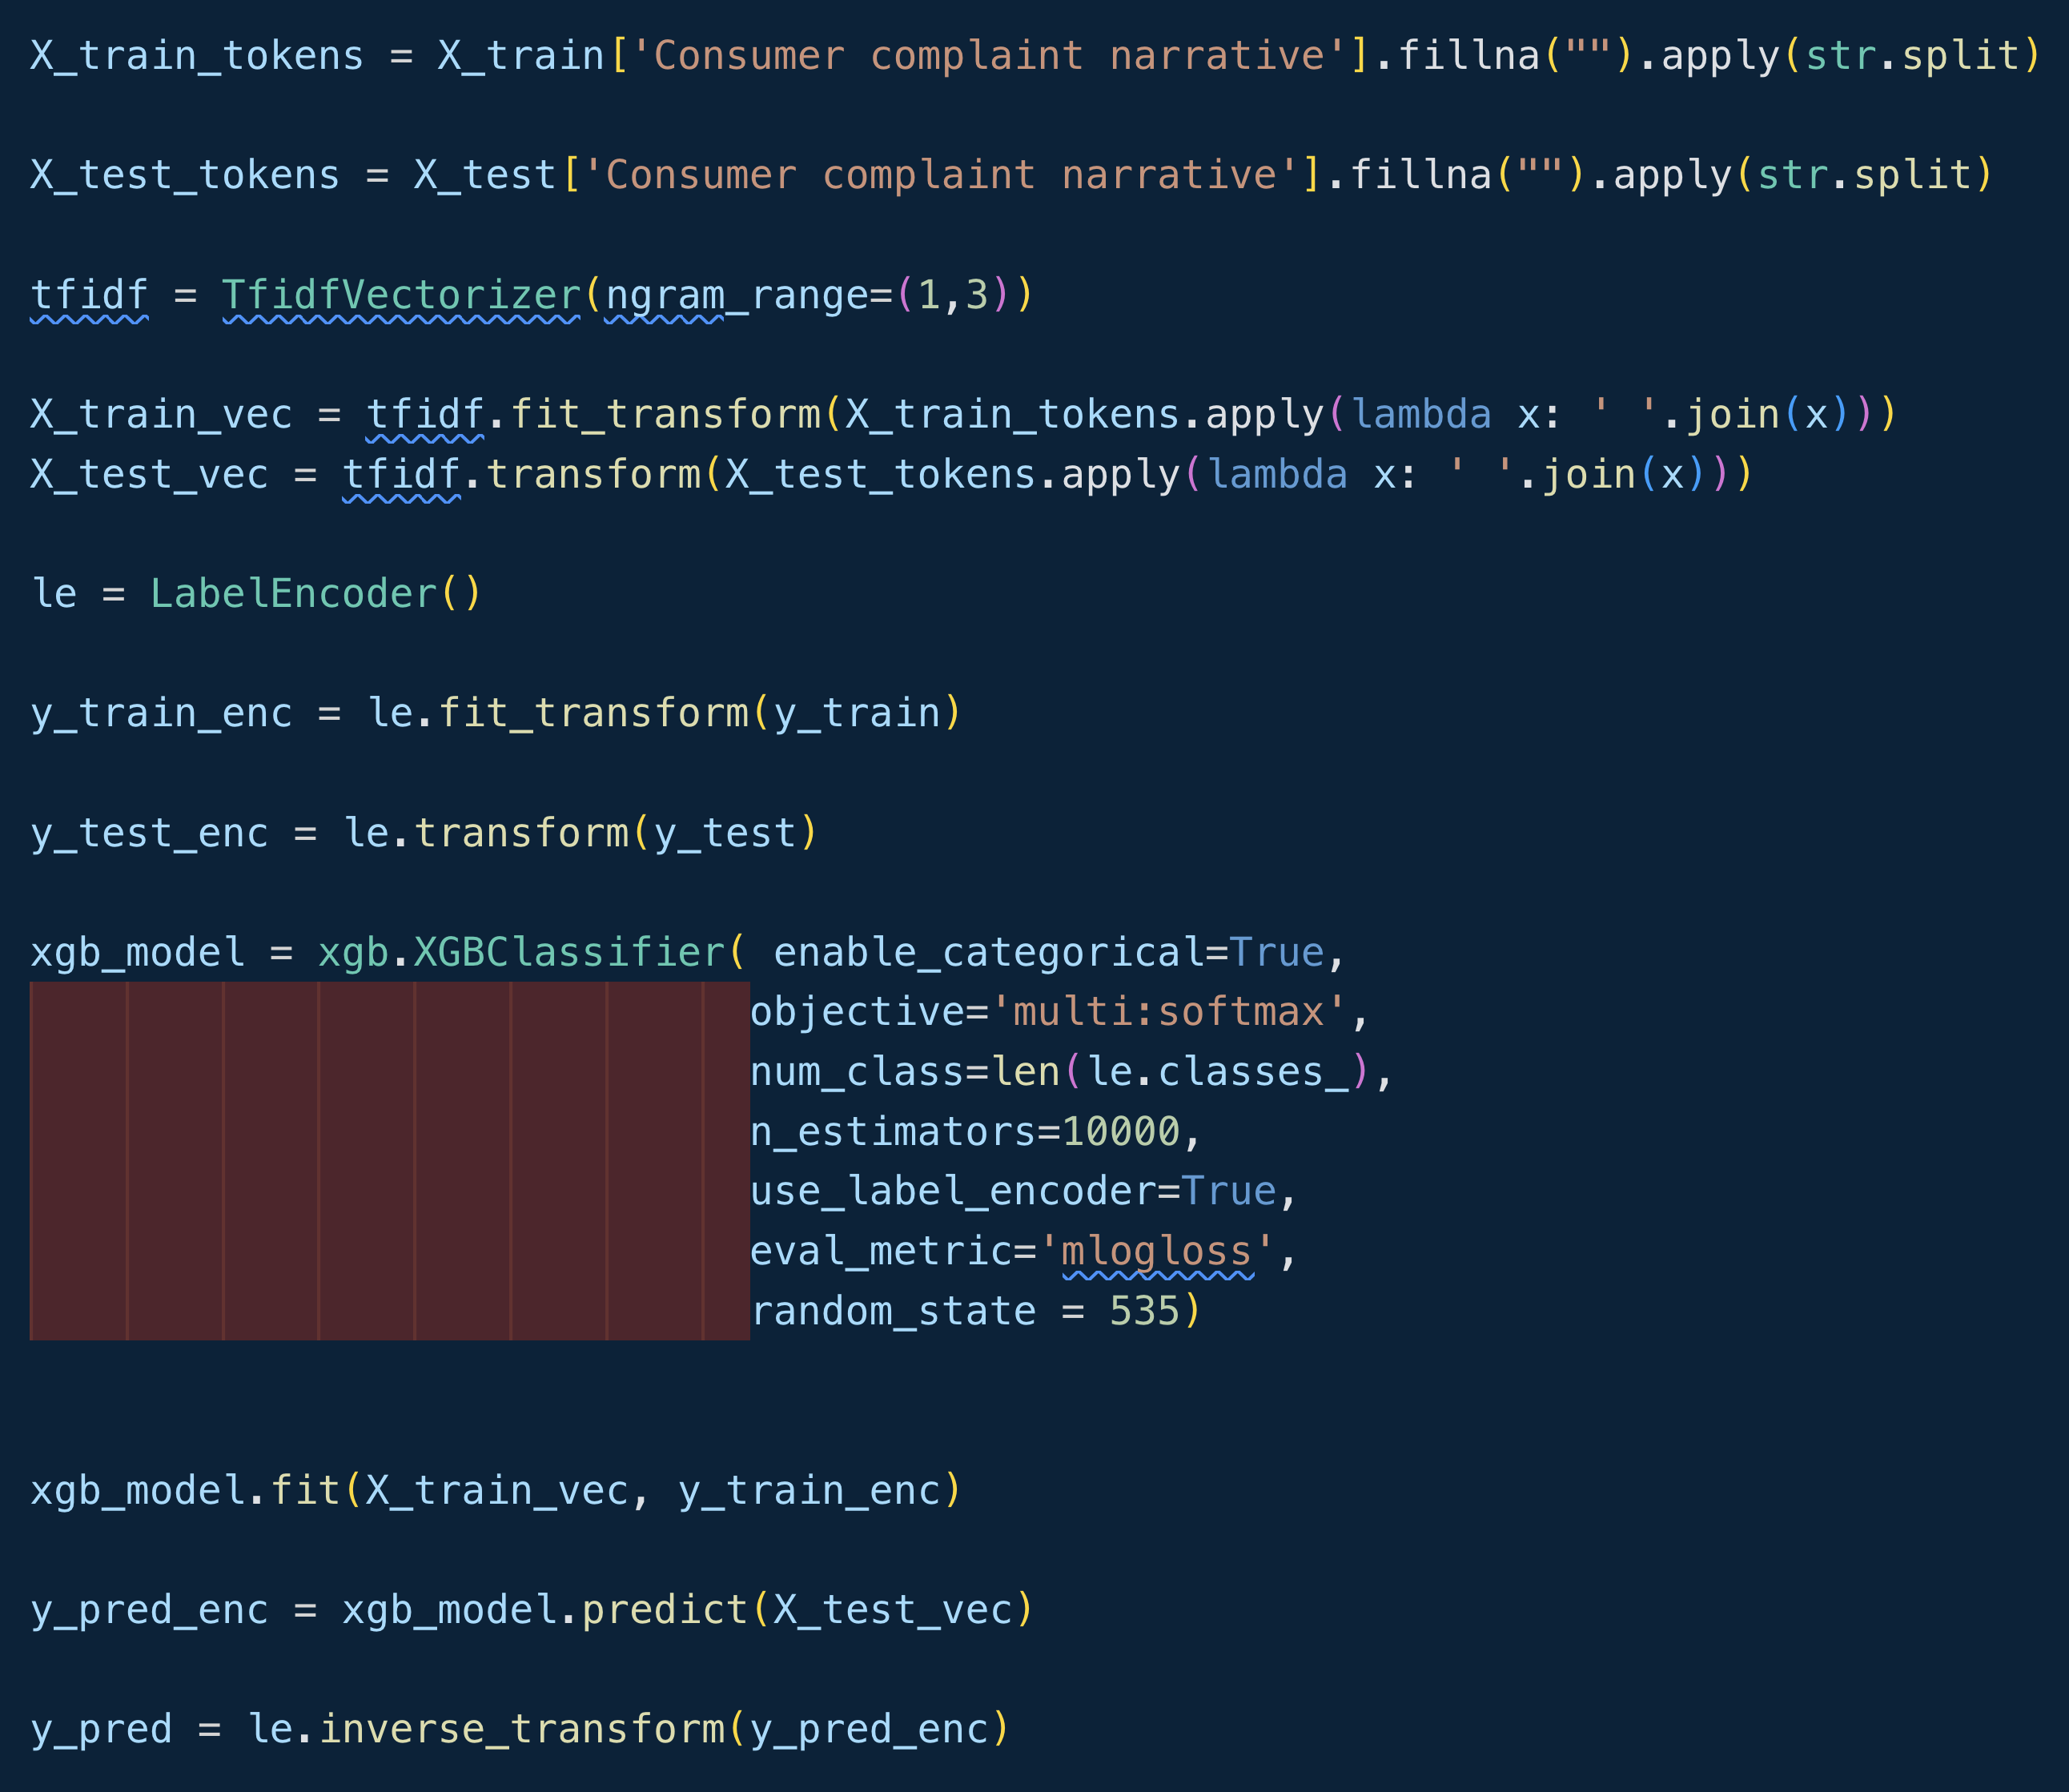 X_train_tokens = X_train['Consumer complaint narrative'].fillna("").apply(str.split)
X_test_tokens = X_test['Consumer complaint narrative'].fillna("").apply(str.split)
tfidf = TfidfVectorizer(ngram_range=(1,3))
X_train_vec = tfidf.fit_transform(X_train_tokens.apply(lambda x: ' '.join(x)))
X_test_vec = tfidf.transform(X_test_tokens.apply(lambda x: ' '.join(x)))
le = LabelEncoder()
y_train_enc = le.fit_transform(y_train)
y_test_enc = le.transform(y_test)
xgb_model = xgb.XGBClassifier( enable_categorical=True,
objective='multi:softmax',
num_class=len(le.classes_),
n_estimators=10000,
use_label_encoder=True,
eval_metric='mlogloss',
random_state = 535)
xgb_model.fit(X_train_vec, y_train_enc)
y_pred_enc = xgb_model.predict(X_test_vec)
y_pred = le.inverse_transform(y_pred_enc)